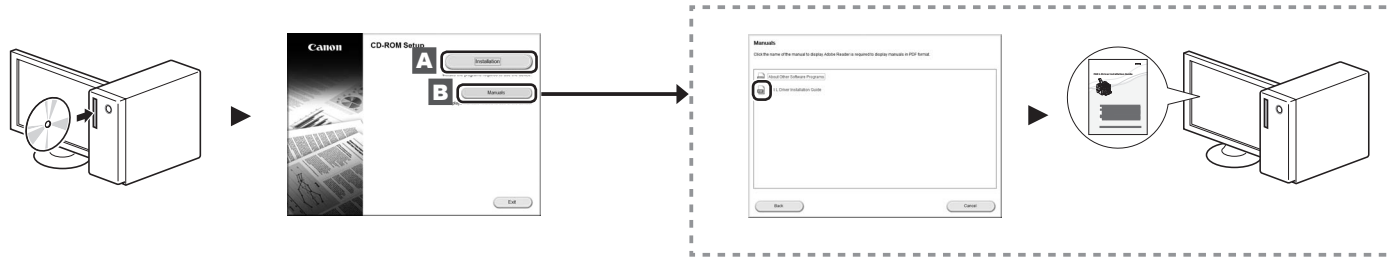 Canon
CD-ROM Setup
A
Installation
B
Manuals
Exit
Manuals
Click the name of the manual to display. Adobe Reader is required to display manuals in PDF format.
About Other Software Programs
Driver Installation Guide
Back
Cancel